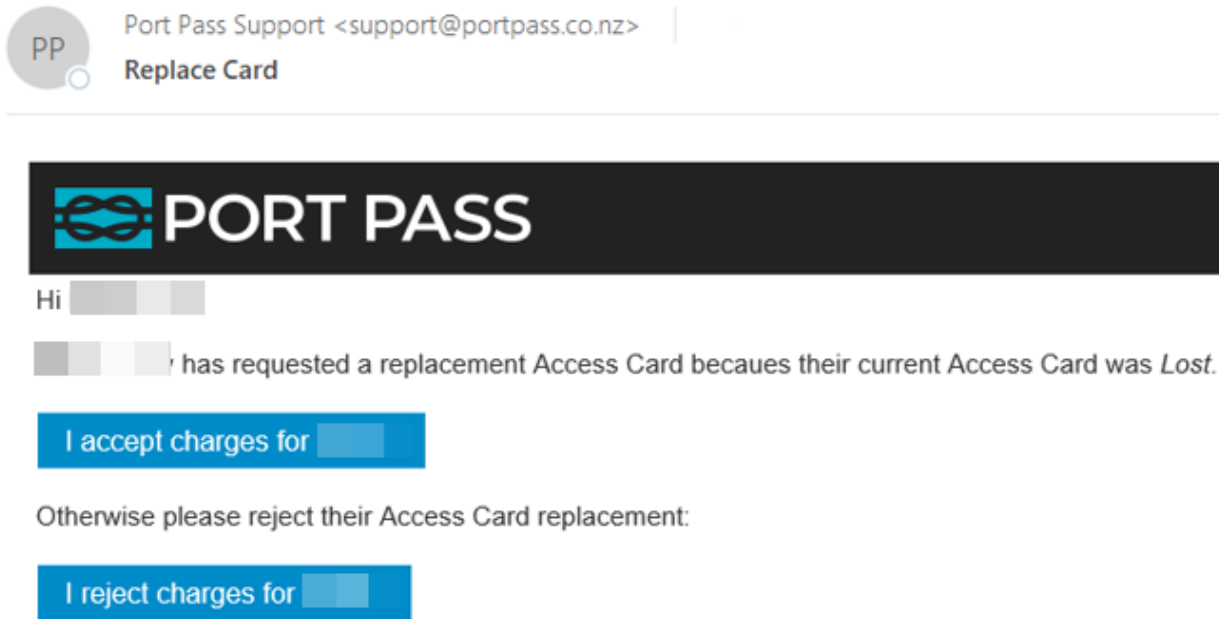 PP
Port Pass Support <support@portpass.co.nz>
Replace Card
PORT PASS
Hi
has requested a replacement Access Card becaues their current Access Card was Lost.
I accept charges for
Otherwise please reject their Access Card replacement:
I reject charges for